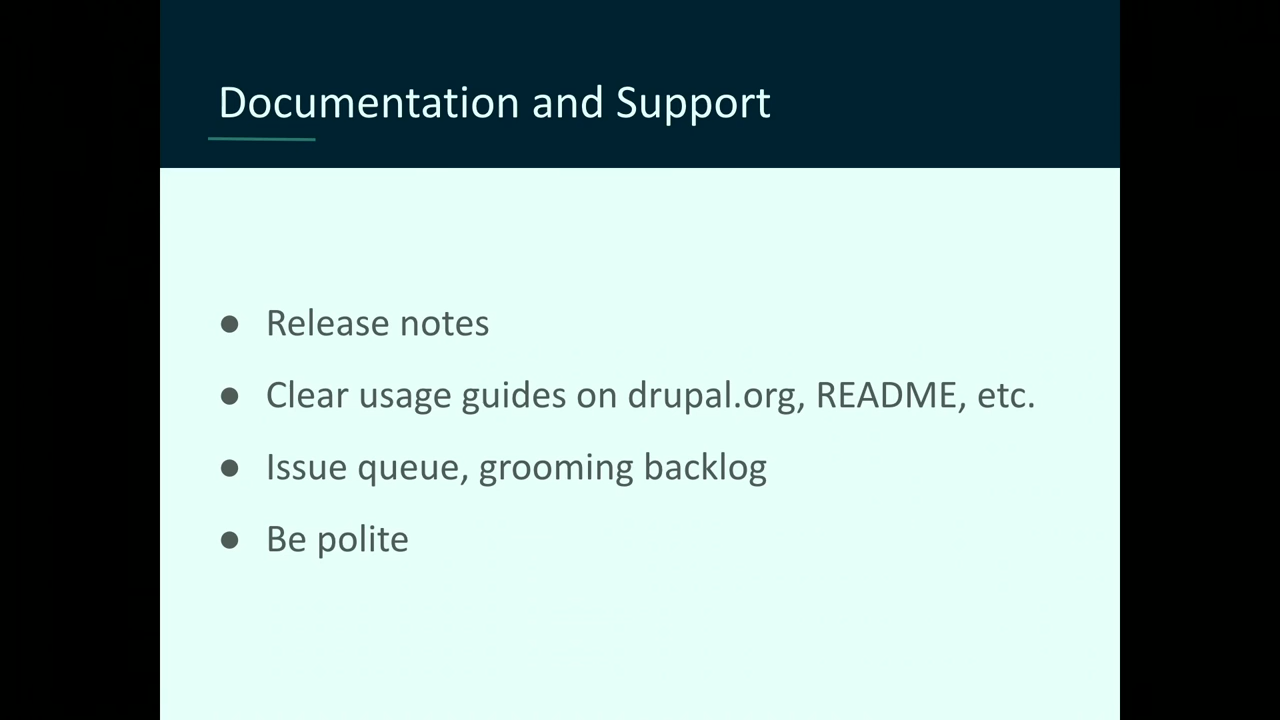 Documentation and Support
● Release notes
● Clear usage guides on drupal.org, README, etc.
● Issue queue, grooming backlog
● Be polite